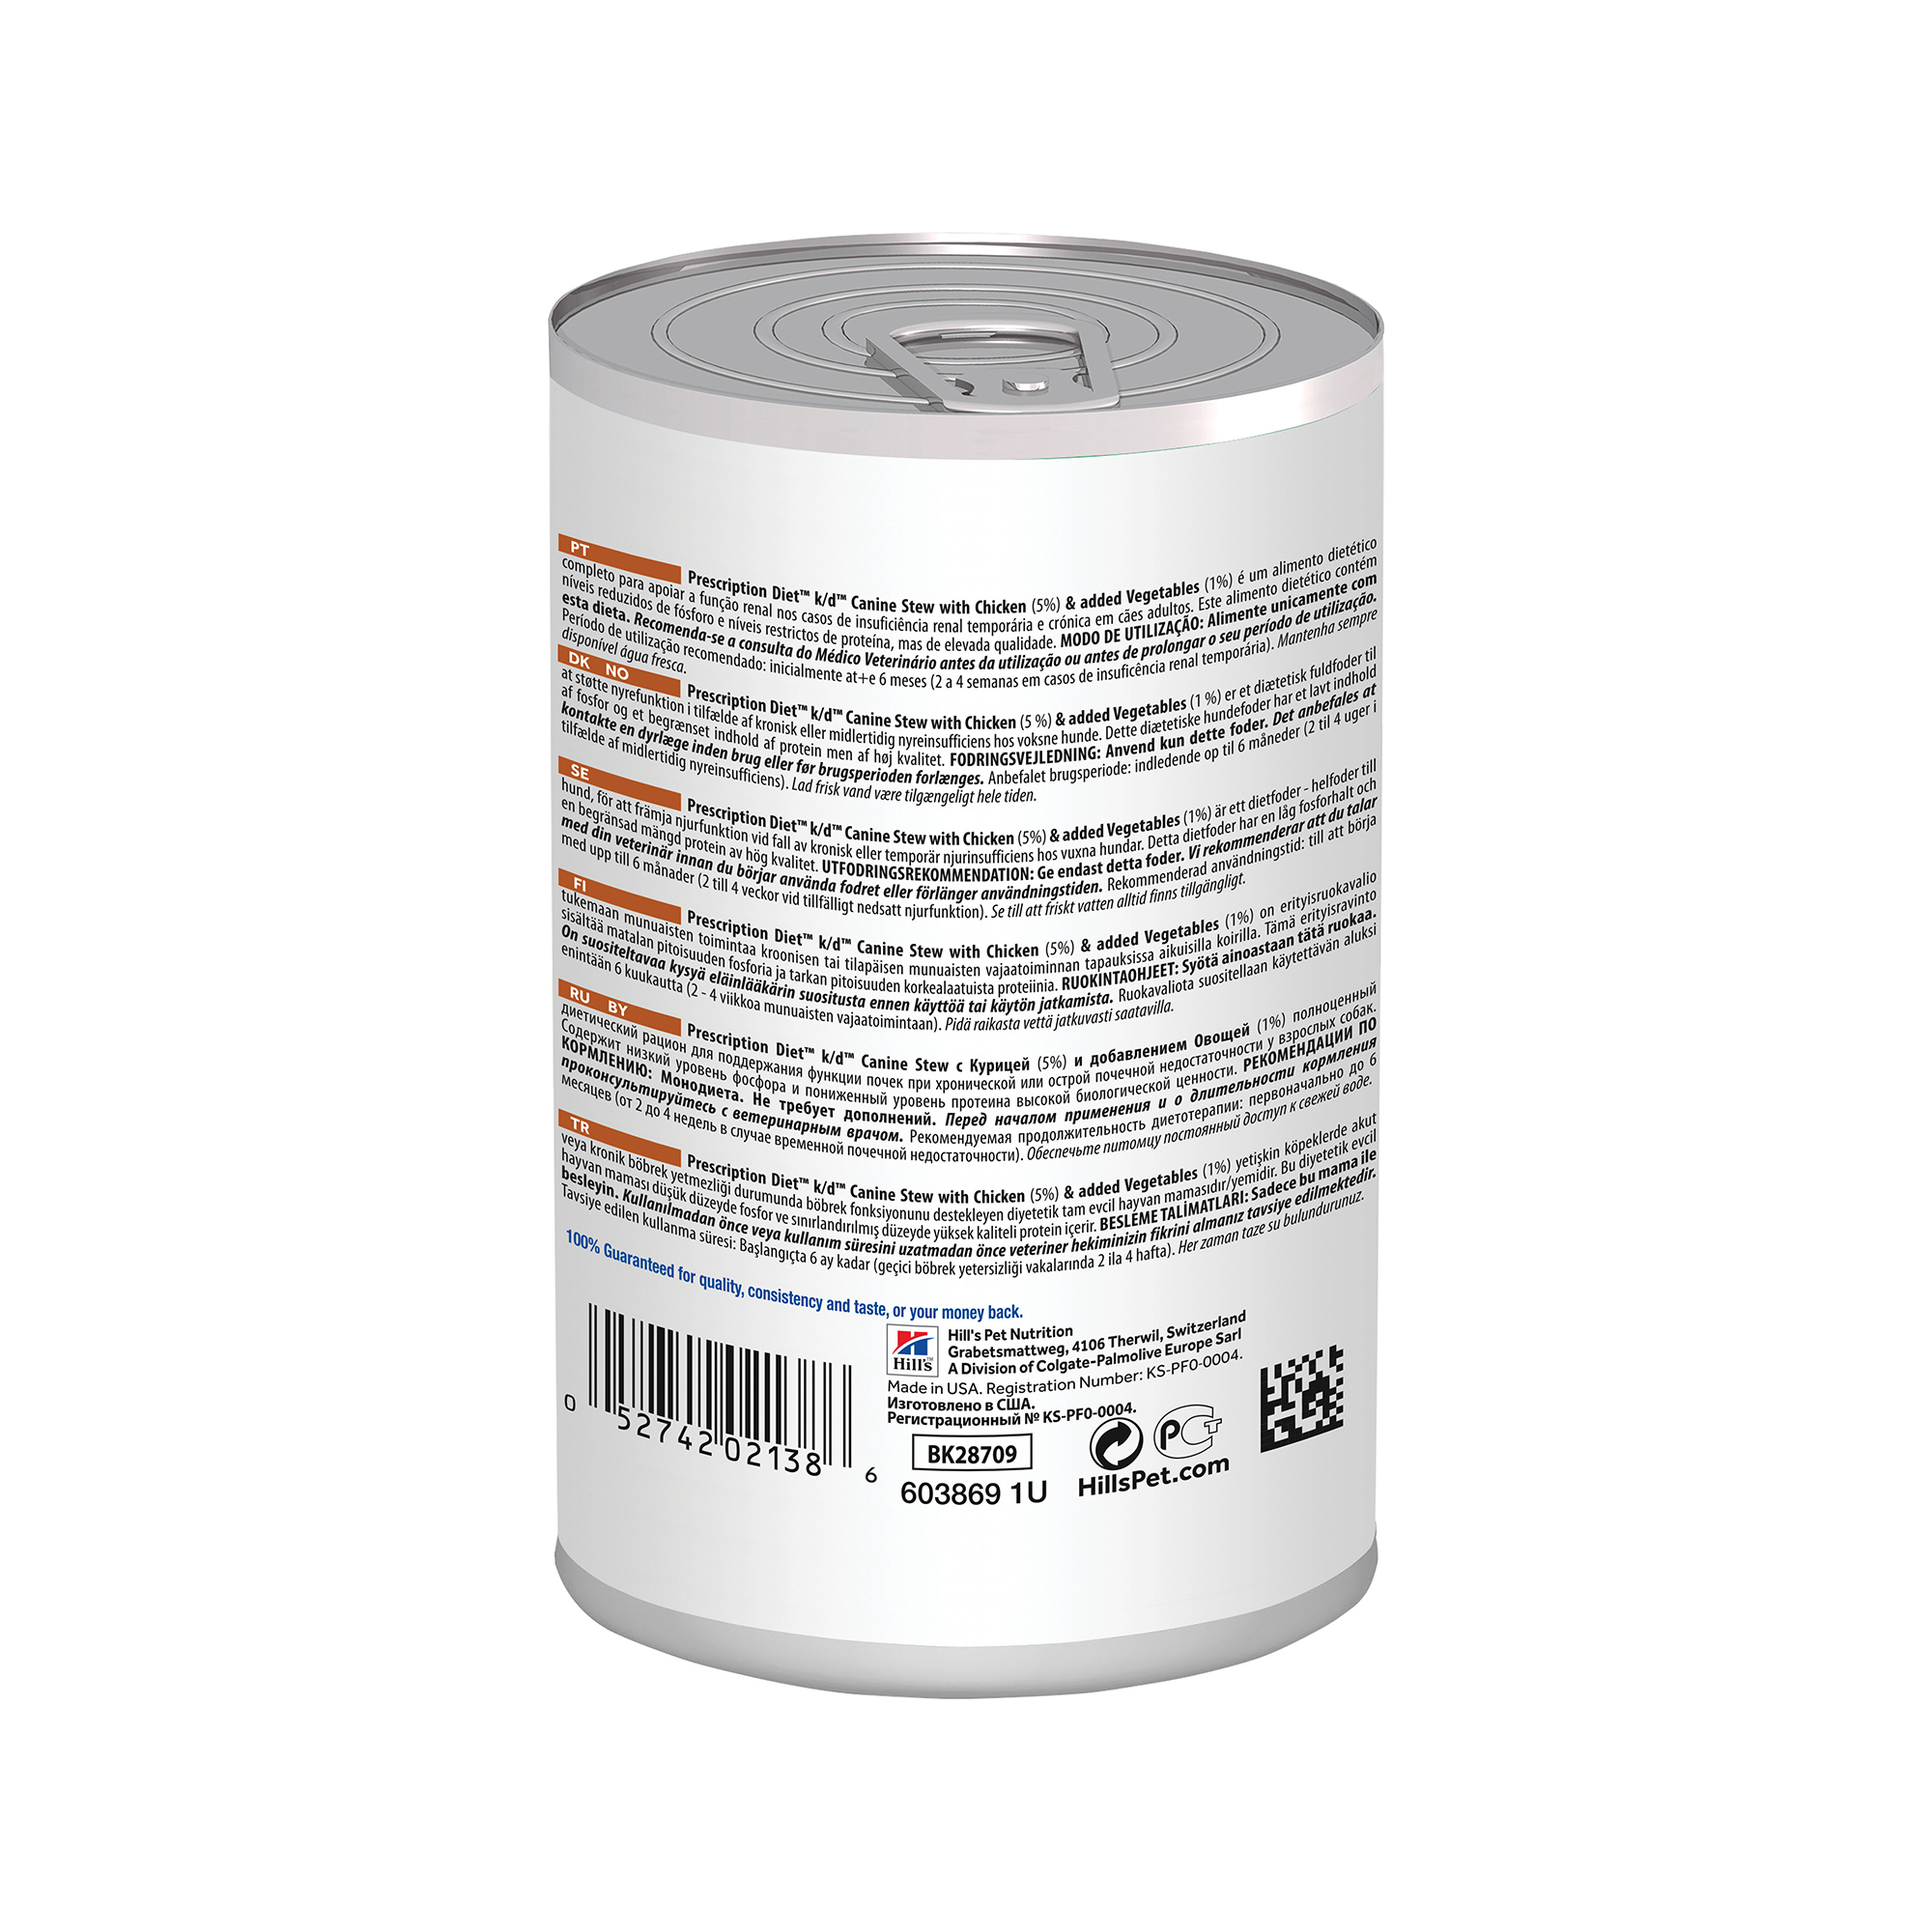 PT
Prescription Diet™ k/d™ Canine Stew with Chicken (5%) & added Vegetables (1%) é um alimento dietético
completo para apoiar a função renal nos casos de insuficiência renal temporária e crónica em cães adultos. Este alimento dietético contém
níveis reduzidos de fósforo e níveis restrictos de proteína, mas de elevada qualidade. MODO DE UTILIZAÇÃO: Alimente unicamente com
esta dieta. Recomenda-se a consulta do Médico Veterinário antes da utilização ou antes de prolongar o seu período de utilização.
Período de utilização recomendado: inicialmente at+e 6 meses (2 a 4 semanas em casos de insuficência renal temporária). Mantenha sempre
disponível água fresca.
DK NO
Prescription Diet™ k/d™ Canine Stew with Chicken (5 %) & added Vegetables (1 %) er et diætetisk fuldfoder til
at støtte nyrefunktion i tilfælde af kronisk eller midlertidig nyreinsufficiens hos voksne hunde. Dette diætetiske hundefoder har et lavt indhold
af fosfor og et begrænset indhold af protein men af høj kvalitet. FODRINGSVEJLEDNING: Anvend kun dette foder. Det anbefales at
kontakte en dyrlæge inden brug eller før brugsperioden forlænges. Anbefalet brugsperiode: indledende op til 6 måneder (2 til 4 uger i
tilfælde af midlertidig nyreinsufficiens). Lad frisk vand være tilgængeligt hele tiden.
SE
Prescription Diet™ k/d™ Canine Stew with Chicken (5%) & added Vegetables (1%) är ett dietfoder - helfoder till
hund, för att främja njurfunktion vid fall av kronisk eller temporär njurinsufficiens hos vuxna hundar. Detta dietfoder har en låg fosforhalt och
en begränsad mängd protein av hög kvalitet. UTFODRINGSREKOMMENDATION: Ge endast detta foder. Vi rekommenderar att du talar
med din veterinär innan du börjar använda fodret eller förlänger användningstiden. Rekommenderad användningstid: till att börja
med upp till 6 månader (2 till 4 veckor vid tillfälligt nedsatt njurfunktion). Se till att friskt vatten alltid finns tillgängligt.
FI
Prescription Diet™ k/d™ Canine Stew with Chicken (5%) & added Vegetables (1%) on erityisruokavalio
tukemaan munuaisten toimintaa kroonisen tai tilapäisen munuaisten vajaatoiminnan tapauksissa aikuisilla koirilla. Tämä erityisravinto
sisältää matalan pitoisuuden fosforia ja tarkan pitoisuuden korkealaatuista proteiinia. RUOKINTAOHJEET: Syötä ainoastaan tätä ruokaa.
On suositeltavaa kysyä eläinlääkärin suositusta ennen käyttöä tai käytön jatkamista. Ruokavaliota suositellaan käytettävän aluksi
enintään 6 kuukautta (2 - 4 viikkoa munuaisten vajaatoimintaan). Pidä raikasta vettä jatkuvasti saatavilla.
RU BY
Prescription Diet™ k/d™ Canine Stew с Курицей (5%) и добавлением Овощей (1%) полноценный
диетический рацион для поддержания функции почек при хронической или острой почечной недостаточности у взрослых собак.
Содержит низкий уровень фосфора и пониженный уровень протеина высокой биологической ценности. РЕКОМЕНДАЦИИ ПО
КОРМЛЕНИЮ: Монодиета. Не требует дополнений. Перед началом применения и о длительности кормления
проконсультируйтесь с ветеринарным врачом. Рекомендуемая продолжительность диетотерапии: первоначально до 6
месяцев (от 2 до 4 недель в случае временной почечной недостаточности). Обеспечьте питомцу постоянный доступ к свежей воде.
TR
Prescription Diet™ k/d™ Canine Stew with Chicken (5%) & added Vegetables (1%) yetişkin köpeklerde akut
veya kronik böbrek yetmezliği durumunda böbrek fonksiyonunu destekleyen diyetetik tam evcil hayvan mamasıdır/yemidir. Bu diyetetik evcil
hayvan maması düşük düzeyde fosfor ve sınırlandırılmış düzeyde yüksek kaliteli protein içerir. BESLEME TALİMATLARI: Sadece bu mama ile
besleyin. Kullanılmadan önce veya kullanım süresini uzatmadan önce veteriner hekiminizin fikrini almanız tavsiye edilmektedir.
Tavsiye edilen kullanma süresi: Başlangıçta 6 ay kadar (geçici böbrek yetersizliği vakalarında 2 ila 4 hafta). Her zaman taze su bulundurunuz.
100% Guaranteed for quality, consistency and taste, or your money back.
Hill's™
Hill's Pet Nutrition
Grabetsmattweg, 4106 Therwil, Switzerland
A Division of Colgate-Palmolive Europe Sarl
Made in USA. Registration Number: KS-PF0-0004.
Изготовлено в США.
Регистрационный № KS-PF0-0004.
0 52742 02138 6
BK28709
603869 1U
РСТ
HillsPet.com